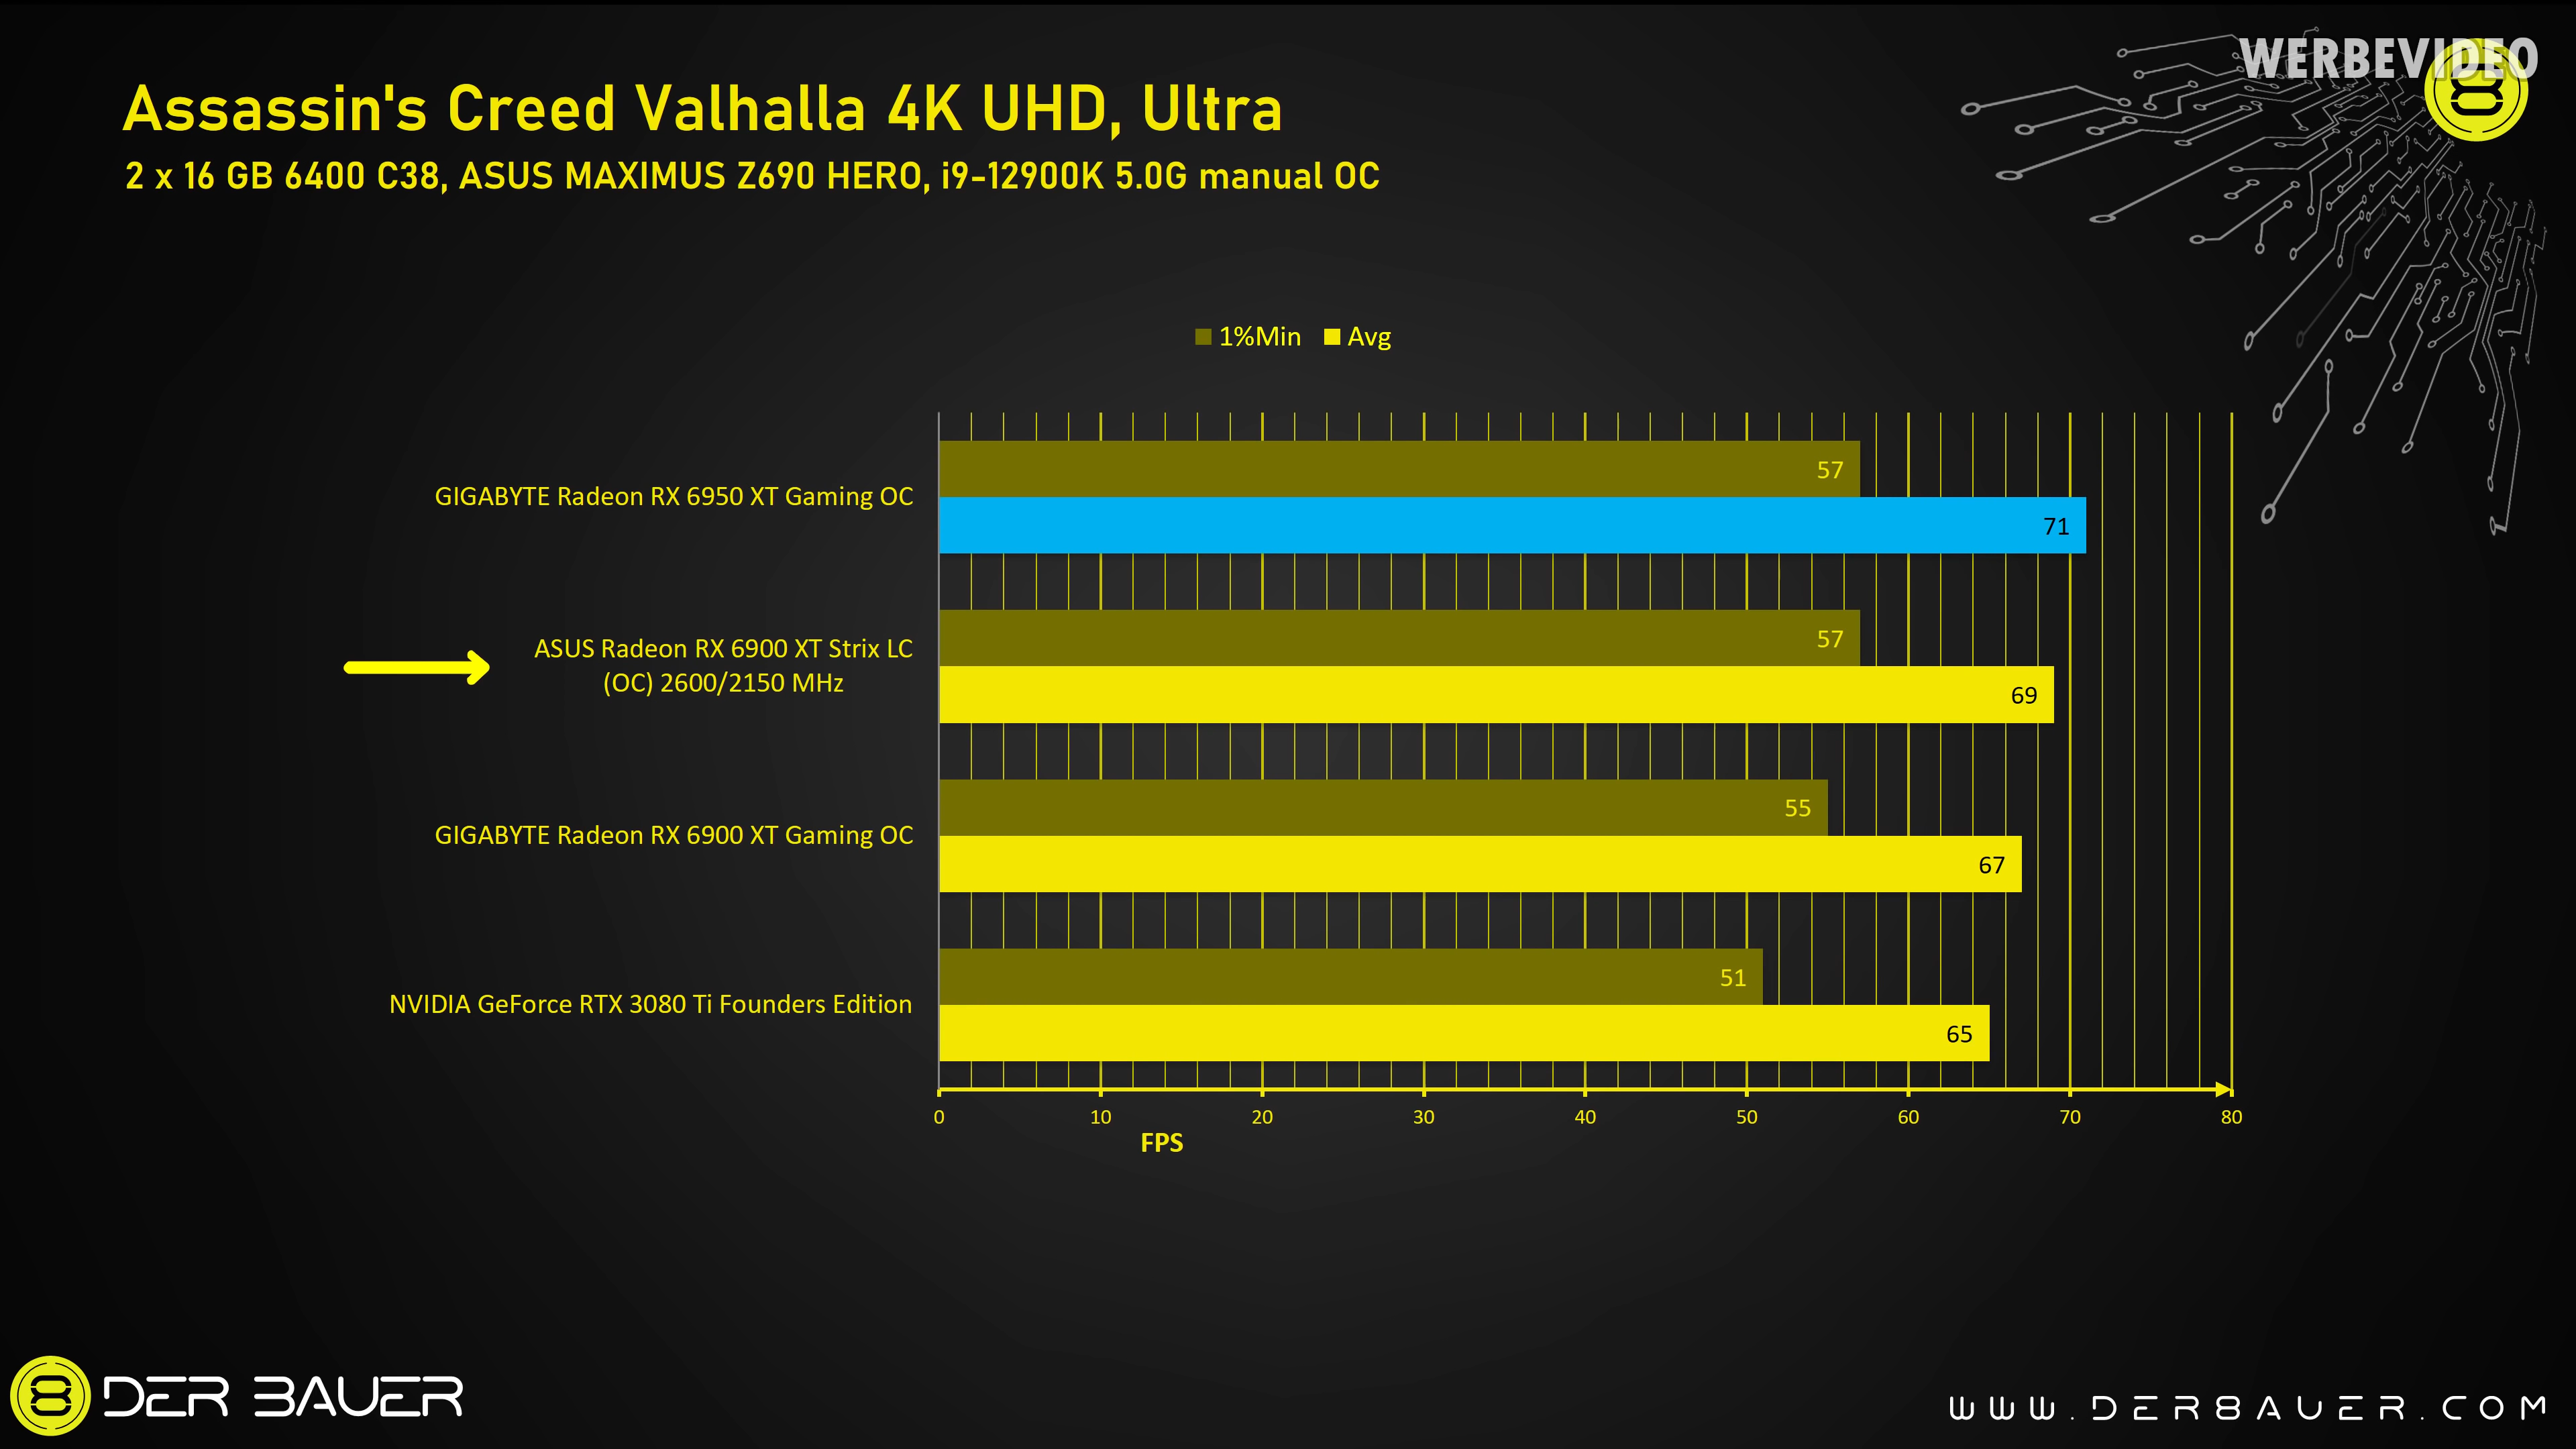 WERBEVIDEO
Assassin's Creed Valhalla 4K UHD, Ultra
2 x 16 GB 6400 C38, ASUS MAXIMUS Z690 HERO, i9-12900K 5.0G manual OC
1%Min Avg
GIGABYTE Radeon RX 6950 XT Gaming OC
57
71
ASUS Radeon RX 6900 XT Strix LC
(OC) 2600/2150 MHz
57
69
GIGABYTE Radeon RX 6900 XT Gaming OC
55
67
NVIDIA GeForce RTX 3080 Ti Founders Edition
51
65
0 10 20 30 40 50 60 70 80
FPS
8 DER BAUER
WWW.DER8AUER.COM